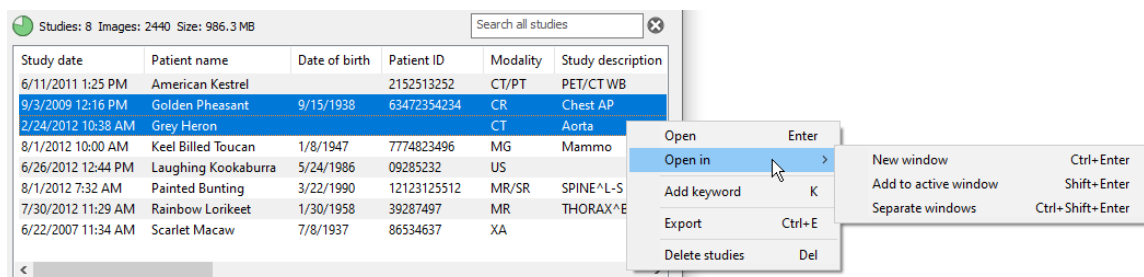 Studies: 8 Images: 2440 Size: 986.3 MB Search all studies
Study date Patient name Date of birth Patient ID Modality Study description
6/11/2011 1:25 PM American Kestrel 2152513252 CT/PT PET/CT WB
9/3/2009 12:16 PM Golden Pheasant 9/15/1938 63472354234 CR Chest AP
2/24/2012 10:38 AM Grey Heron CT Aorta
8/1/2012 10:00 AM Keel Billed Toucan 1/8/1947 7774823496 MG Mammo
6/26/2012 12:44 PM Laughing Kookaburra 5/24/1986 09285232 US
8/1/2012 7:32 AM Painted Bunting 3/22/1990 12123125512 MR/SR SPINE^L-S
7/30/2012 11:29 AM Rainbow Lorikeet 1/30/1958 39287497 MR THORAX^
6/22/2007 11:34 AM Scarlet Macaw 7/8/1937 86534637 XA
Open Enter
Open in >
Add keyword K
Export Ctrl+E
Delete studies Del
New window Ctrl+Enter
Add to active window Shift+Enter
Separate windows Ctrl+Shift+Enter